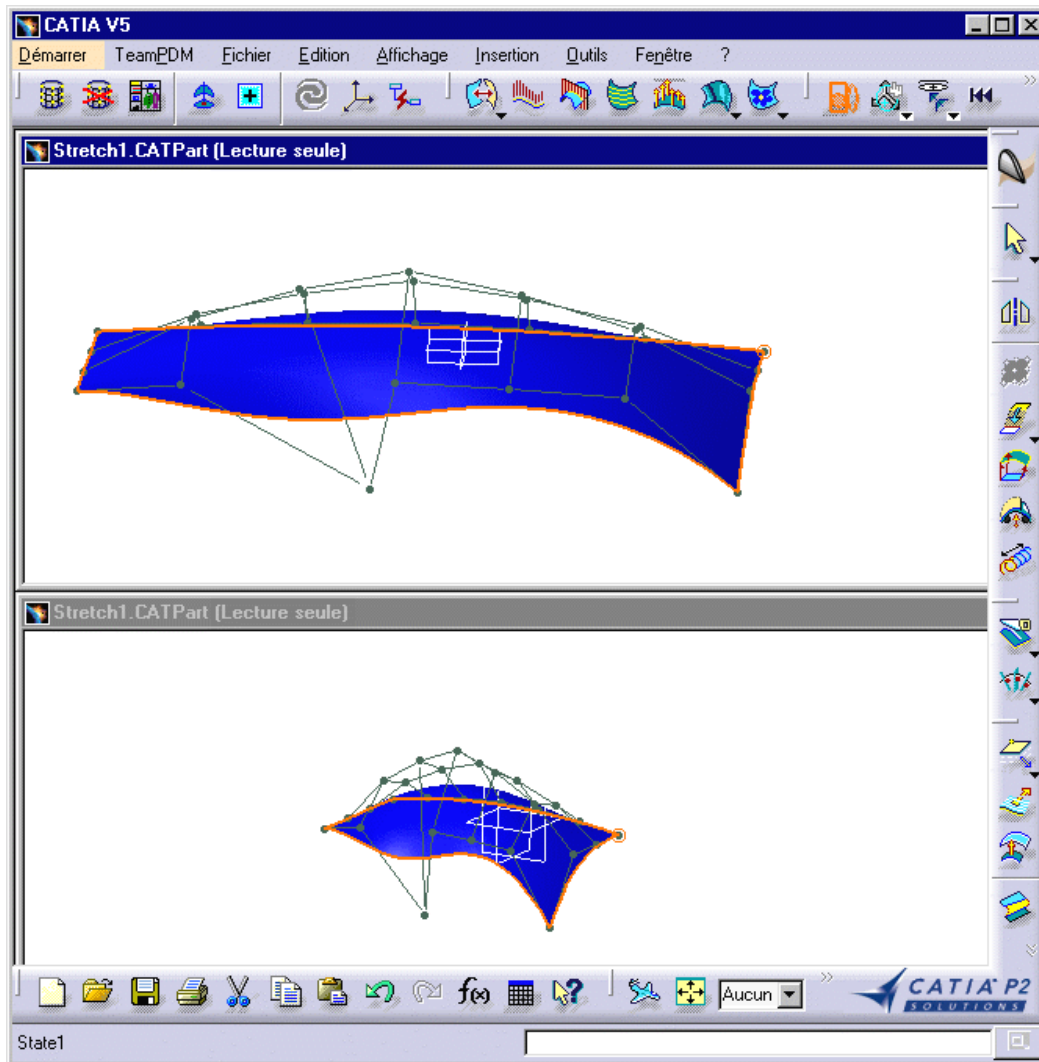 CATIA V5
Démarrer TeamPDM Fichier Edition Affichage Insertion Outils Fenêtre ?
Stretch1.CATPart (Lecture seule)
Stretch1.CATPart (Lecture seule)
f(x) Aucun CATIA P2
SOLUTIONS
State1